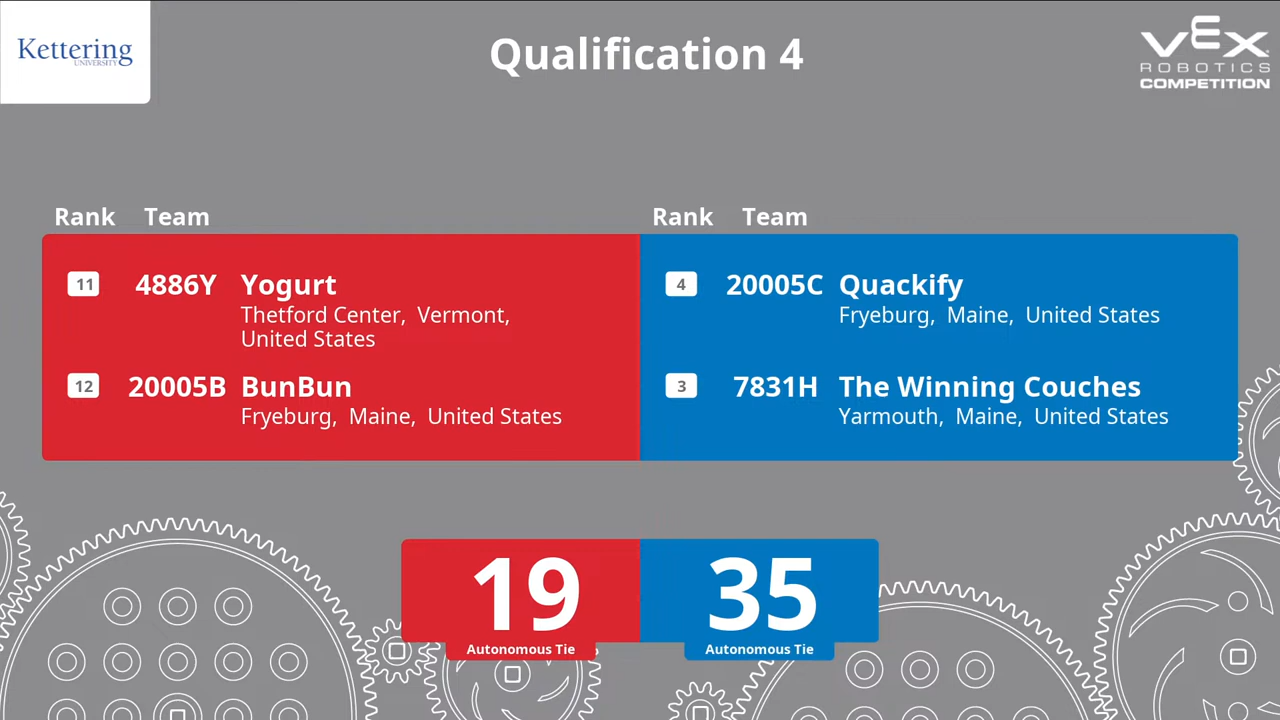 Kettering
UNIVERSITY
Qualification 4
VEX
ROBOTICS
COMPETITION
Rank Team
11 4886Y Yogurt
Thetford Center, Vermont,
United States
12 20005B BunBun
Fryeburg, Maine, United States
Rank Team
4 20005C Quackify
Fryeburg, Maine, United States
3 7831H The Winning Couches
Yarmouth, Maine, United States
19
Autonomous Tie
35
Autonomous Tie